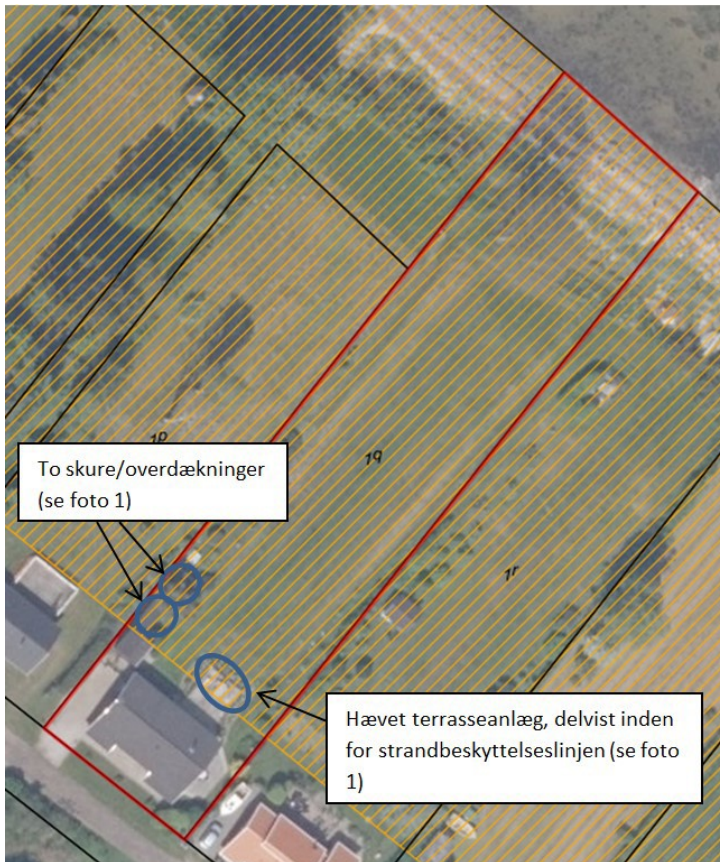 1p
To skure/overdækninger
(se foto 1)
1q
1r
Hævet terrasseanlæg, delvist inden
for strandbeskyttelseslinjen (se foto
1)